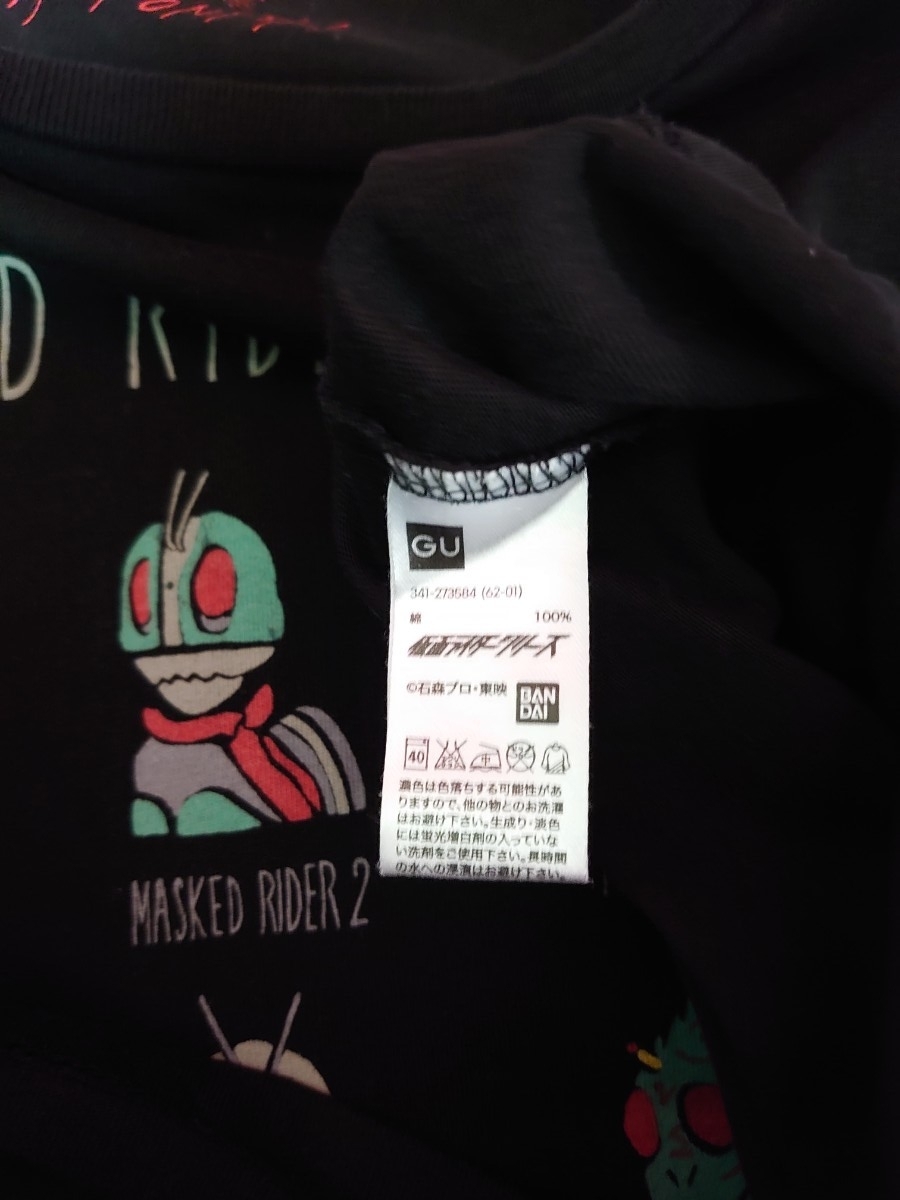 D RID
GU
341-273584 (62-01)
綿 100%
仮面ライダーシリーズ
©石森プロ・東映
BAN
DAI
40
中
濃色は色落ちする可能性があ
りますので、他の物とのお洗濯
はお避け下さい。生成り・淡色
には蛍光増白剤の入っていな
い洗剤をご使用下さい。長時間
の水への浸漬はお避け下さい。
MASKED RIDER 2